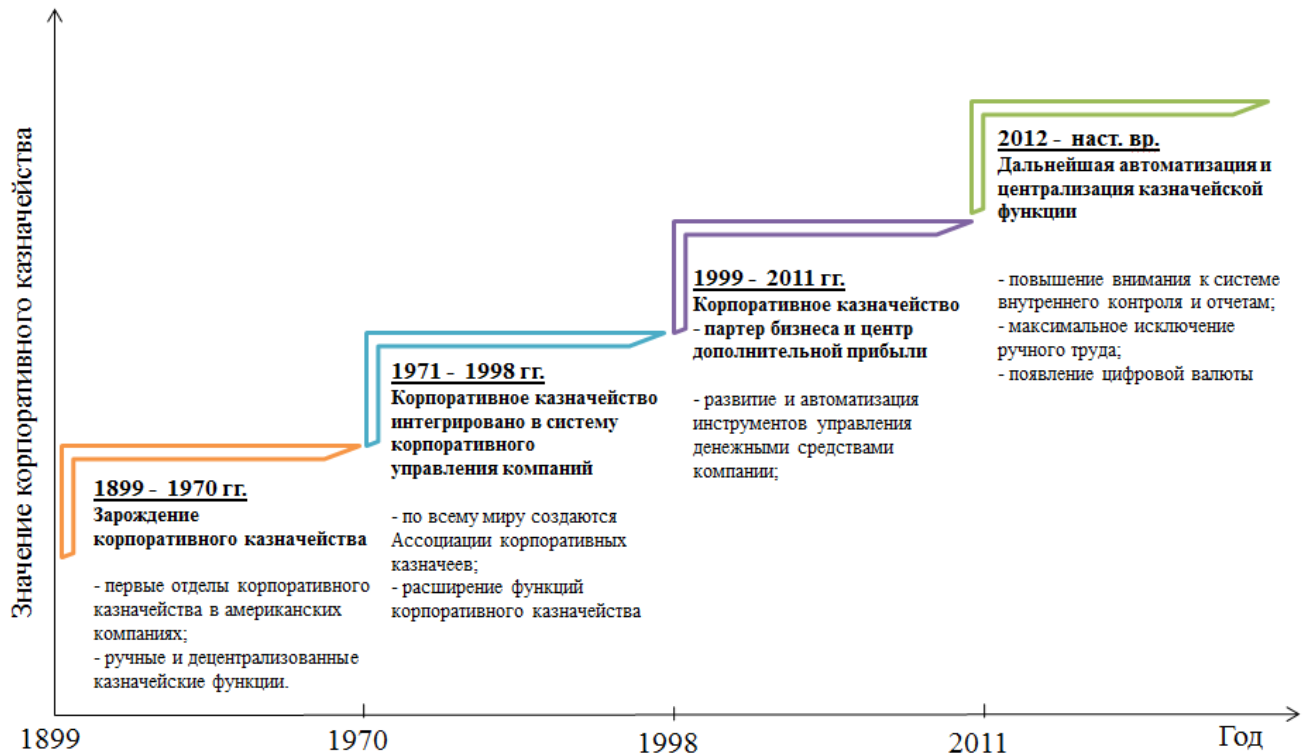 Значение корпоративного казначейства
1899 - 1970 гг.
Зарождение
корпоративного казначейства
- первые отделы корпоративного
казначейства в американских
компаниях;
- ручные и децентрализованные
казначейские функции.
1971 - 1998 гг.
Корпоративное казначейство
интегрировано в систему
корпоративного
управления компаний
- по всему миру создаются
Ассоциации корпоративных
казначеев;
- расширение функций
корпоративного казначейства
1999 - 2011 гг.
Корпоративное казначейство
- партер бизнеса и центр
дополнительной прибыли
- развитие и автоматизация
инструментов управления
денежными средствами
компании;
2012 - наст. вр.
Дальнейшая автоматизация и
централизация казначейской
функции
- повышение внимания к системе
внутреннего контроля и отчетам;
- максимальное исключение
ручного труда;
- появление цифровой валюты
1899
1970
1998
2011
Год